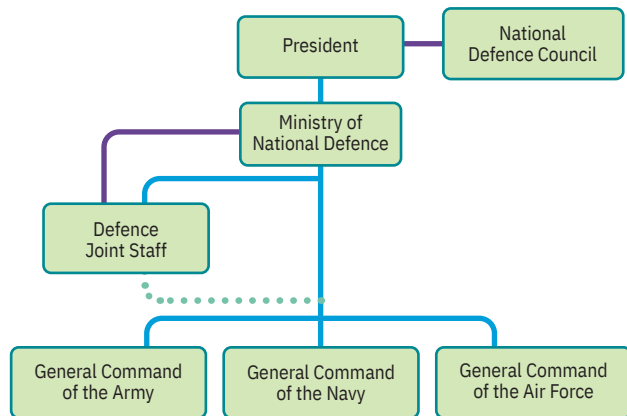 President
National
Defence Council
Ministry of
National Defence
Defence
Joint Staff
General Command
of the Army
General Command
of the Navy
General Command
of the Air Force